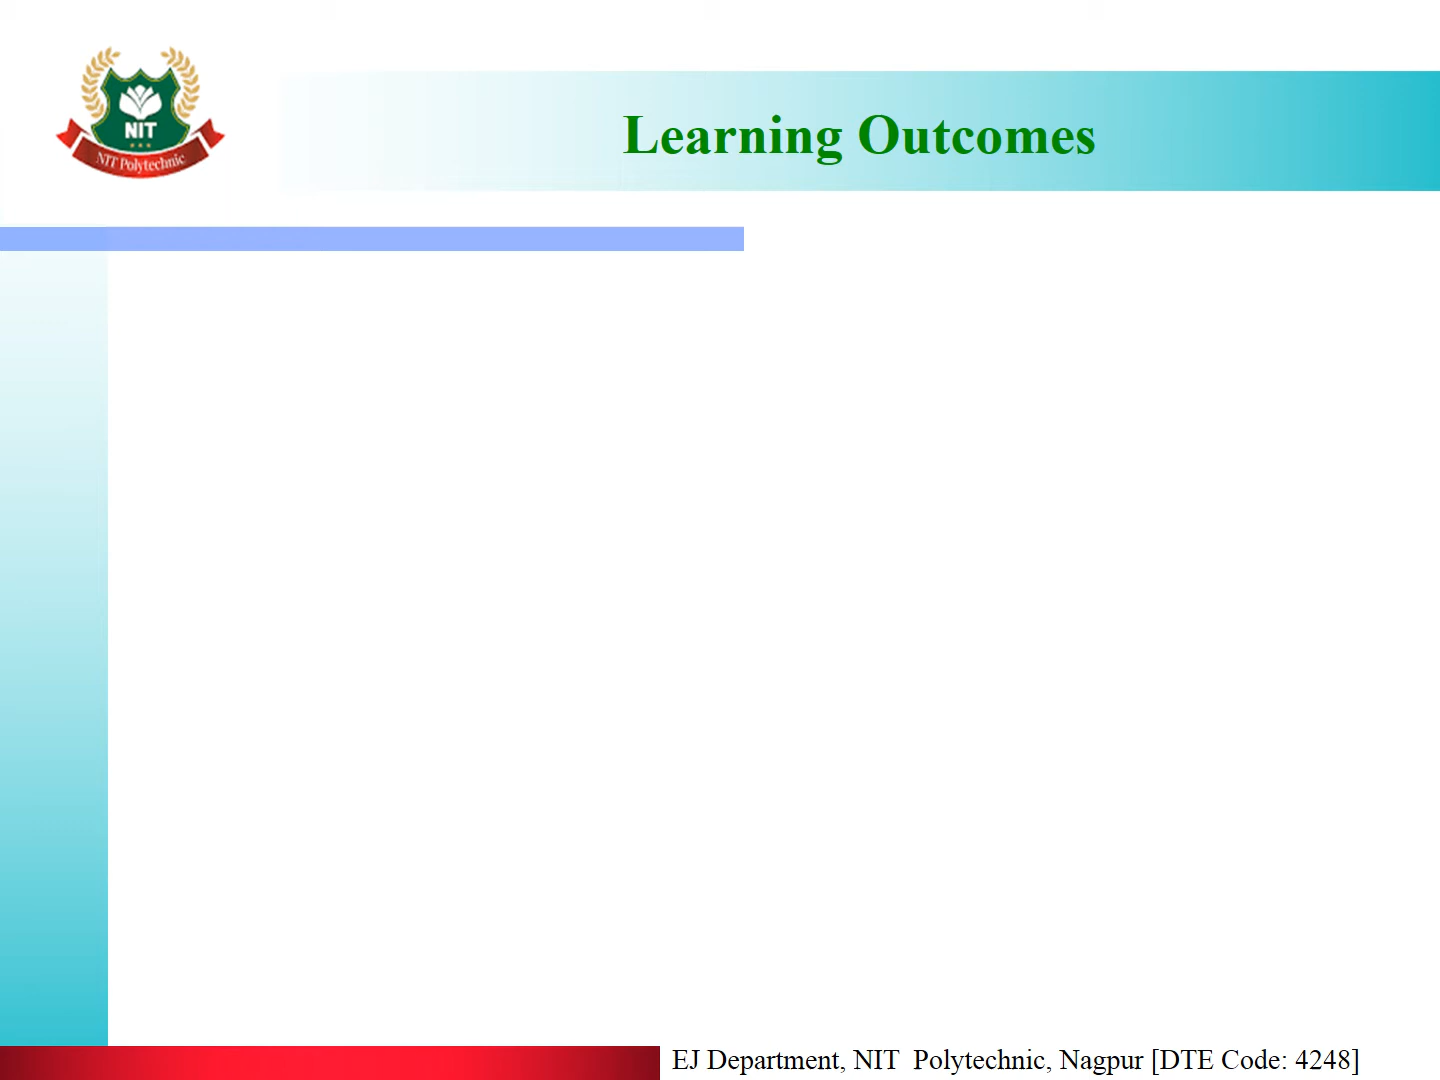 NIT
NIT Polytechnic
Learning Outcomes
EJ Department, NIT  Polytechnic, Nagpur [DTE Code: 4248]